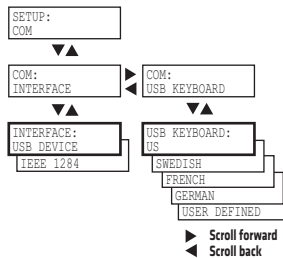 SETUP:
COM
COM:
INTERFACE
COM:
USB KEYBOARD
INTERFACE:
USB DEVICE
IEEE 1284
USB KEYBOARD:
US
SWEDISH
FRENCH
GERMAN
USER DEFINED
Scroll forward
Scroll back